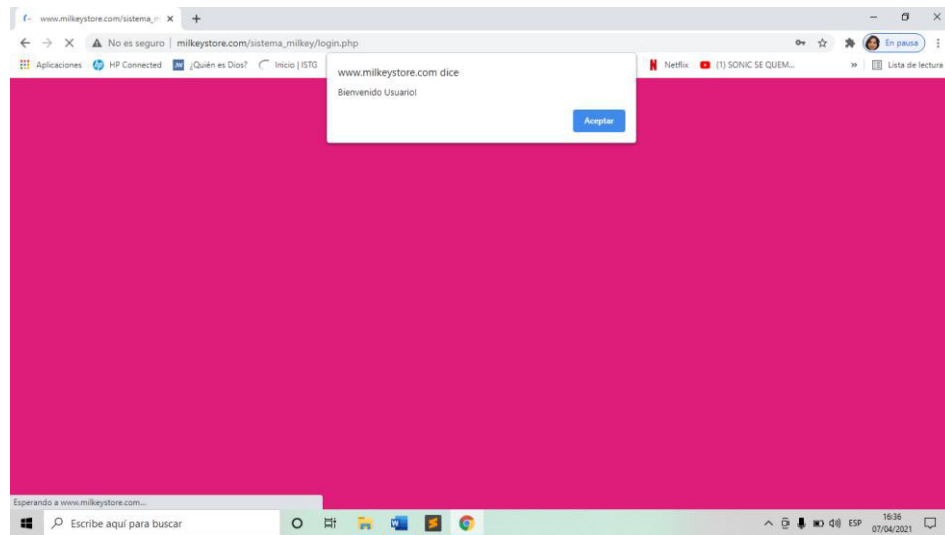 www.milkeystore.com/sistema_m
No es seguro | milkeystore.com/sistema_milkey/login.php
En pausa
Aplicaciones HP Connected JW ¿Quién es Dios? Inicio | ISTG Netflix (1) SONIC SE QUEM... » Lista de lectura
www.milkeystore.com dice
Bienvenido Usuario!
Aceptar
Esperando a www.milkeystore.com...
Escribe aquí para buscar
ESP
16:36
07/04/2021